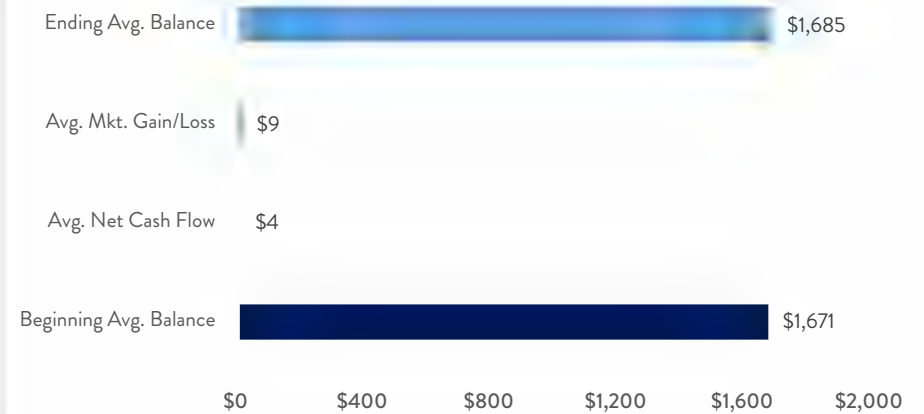 Ending Avg. Balance $1,685
Avg. Mkt. Gain/Loss $9
Avg. Net Cash Flow $4
Beginning Avg. Balance $1,671
$0 $400 $800 $1,200 $1,600 $2,000